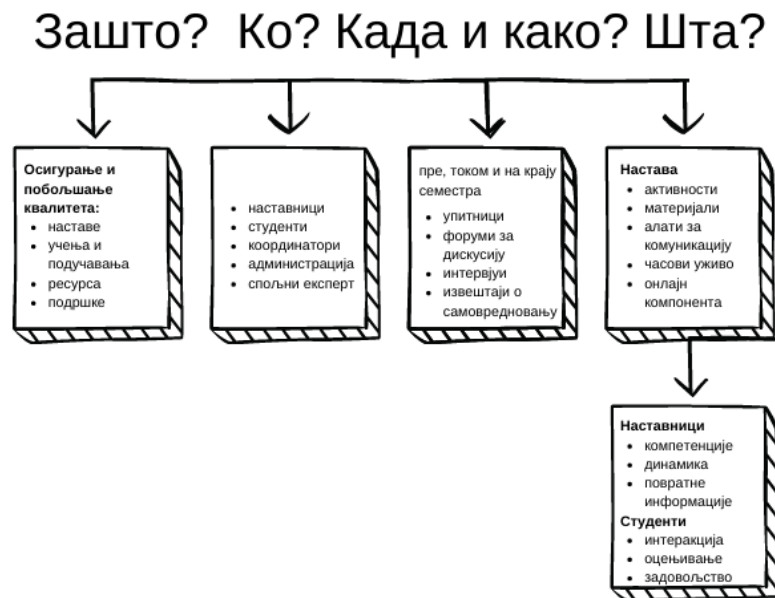 Зашто? Ко? Када и како? Шта?
Осигурање и
побољшање
квалитета:
• наставе
• учења и
подучавања
• ресурса
• подршке
• наставници
• студенти
• координатори
• администрација
• спољни експерт
пре, током и на крају
семестра
• упитници
• форуми за
дискусију
• интервјуи
• извештаји о
самовредновању
Настава
• активности
• материјали
• алати за
комуникацију
• часови уживо
• онлајн
компонента
Наставници
• компетенције
• динамика
• повратне
информације
Студенти
• интеракција
• оцењивање
• задовољство